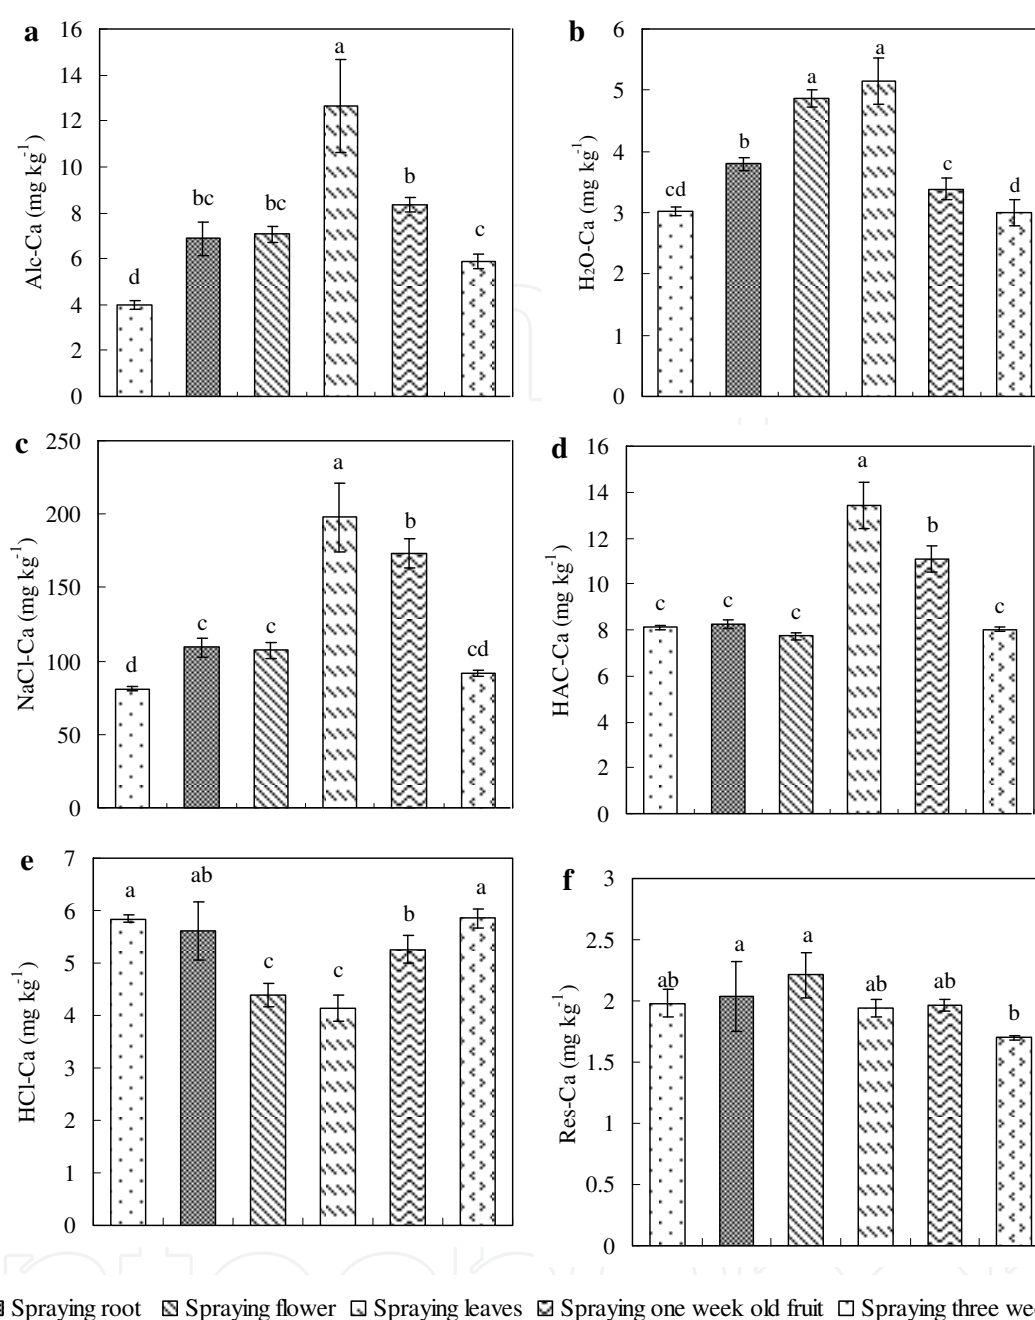 a
Alc-Ca (mg kg⁻¹)
16
14
12
10
8
6
4
2
0
d
bc
bc
a
b
c
b
H₂O-Ca (mg kg⁻¹)
6
5
4
3
2
1
0
cd
b
a
a
c
d
c
NaCl-Ca (mg kg⁻¹)
250
200
150
100
50
0
d
c
c
a
b
cd
d
HAC-Ca (mg kg⁻¹)
16
14
12
10
8
6
4
2
0
c
c
c
a
b
c
e
HCl-Ca (mg kg⁻¹)
7
6
5
4
3
2
1
0
a
ab
c
c
b
a
f
Res-Ca (mg kg⁻¹)
3
2.5
2
1.5
1
0.5
0
ab
a
a
ab
ab
b
Spraying root Spraying flower Spraying leaves Spraying one week old fruit Spraying three